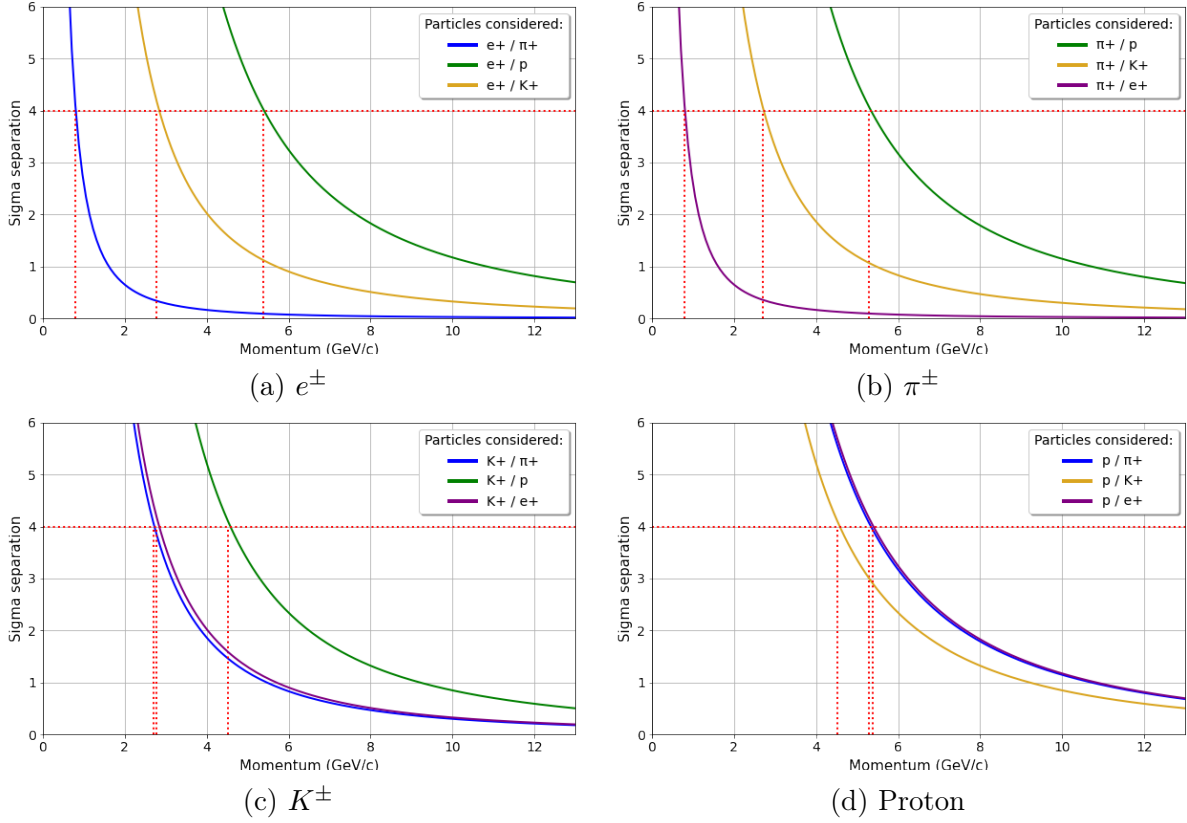 Particles considered:
e+ / π+
e+ / p
e+ / K+
Sigma separation
6
5
4
3
2
1
0
0 2 4 6 8 10 12
Momentum (GeV/c)
(a) e±
Particles considered:
π+ / p
π+ / K+
π+ / e+
Sigma separation
6
5
4
3
2
1
0
0 2 4 6 8 10 12
Momentum (GeV/c)
(b) π±
Particles considered:
K+ / π+
K+ / p
K+ / e+
Sigma separation
6
5
4
3
2
1
0
0 2 4 6 8 10 12
Momentum (GeV/c)
(c) K±
Particles considered:
p / π+
p / K+
p / e+
Sigma separation
6
5
4
3
2
1
0
0 2 4 6 8 10 12
Momentum (GeV/c)
(d) Proton